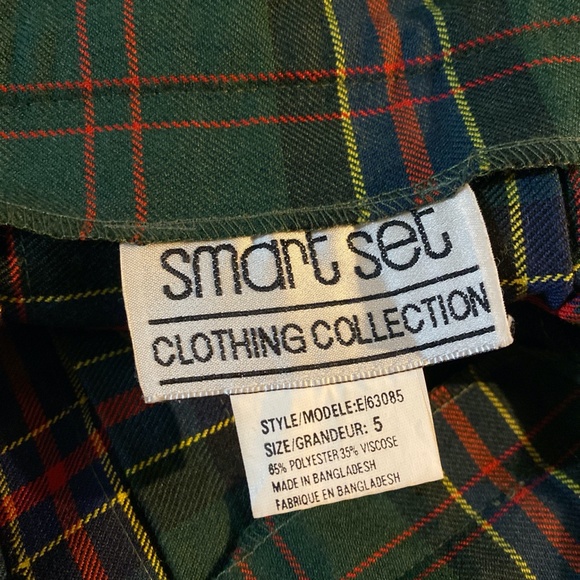 smart set
CLOTHING COLLECTION
STYLE/MODELE:E/63085
SIZE/GRANDEUR: 5
65% POLYESTER 35% VISCOSE
MADE IN BANGLADESH
FABRIQUE EN BANGLADESH